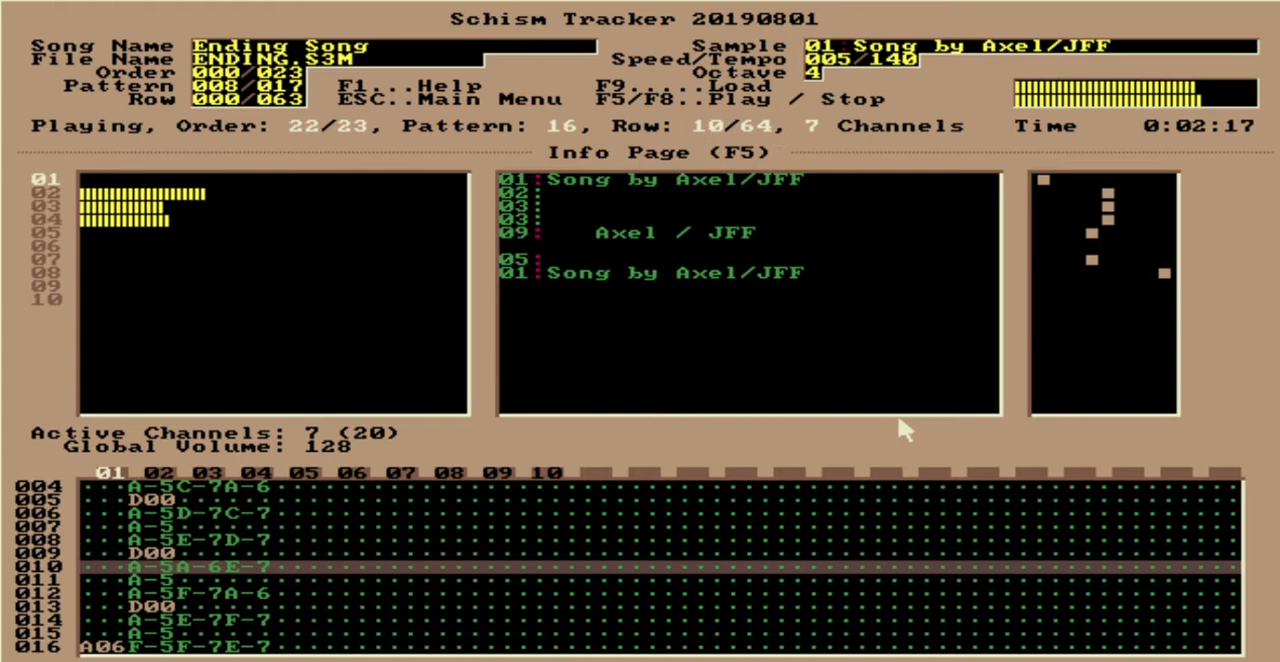 Schism Tracker 20190801
Song Name Ending Song Sample 01:Song by Axel/JFF
File Name ENDING.S3M Speed/Tempo 005/140
Order 000/023 Octave 4
Pattern 008/017 F1...Help F9.....Load
Row 000/063 ESC..Main Menu F5/F8..Play / Stop
Playing, Order: 22/23, Pattern: 16, Row: 10/64, 7 Channels Time 0:02:17
Info Page (F5)
01 01:Song by Axel/JFF
02 02:
03 03:
04 03:
05 09: Axel / JFF
06
07 05:
08 01:Song by Axel/JFF
09
10
Active Channels: 7 (20)
Global Volume: 128
01 02 03 04 05 06 07 08 09 10
004 ...A-5C-7A-6
005 D00
006 ...A-5D-7C-7
007 ...A-5
008 ...A-5E-7D-7
009 D00
010 ...A-5A-6E-7
011 ...A-5
012 ...A-5F-7A-6
013 D00
014 ...A-5E-7F-7
015 ...A-5
016 A06F-5F-7E-7